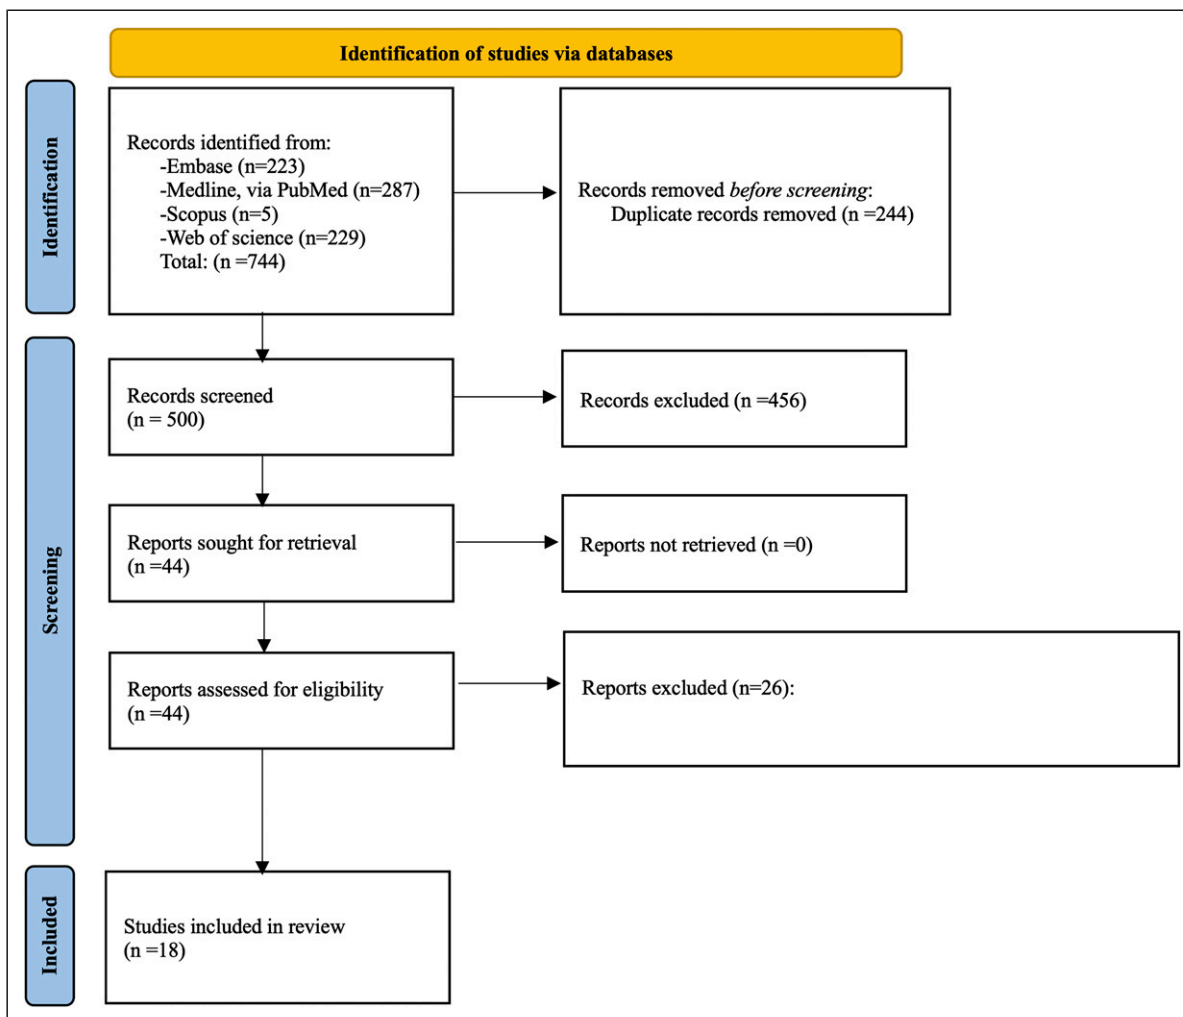 Identification of studies via databases
Identification
Records identified from:
-Embase (n=223)
-Medline, via PubMed (n=287)
-Scopus (n=5)
-Web of science (n=229)
Total: (n =744)
Records removed before screening:
Duplicate records removed (n =244)
Screening
Records screened
(n = 500)
Records excluded (n =456)
Reports sought for retrieval
(n =44)
Reports not retrieved (n =0)
Reports assessed for eligibility
(n =44)
Reports excluded (n=26):
Included
Studies included in review
(n =18)